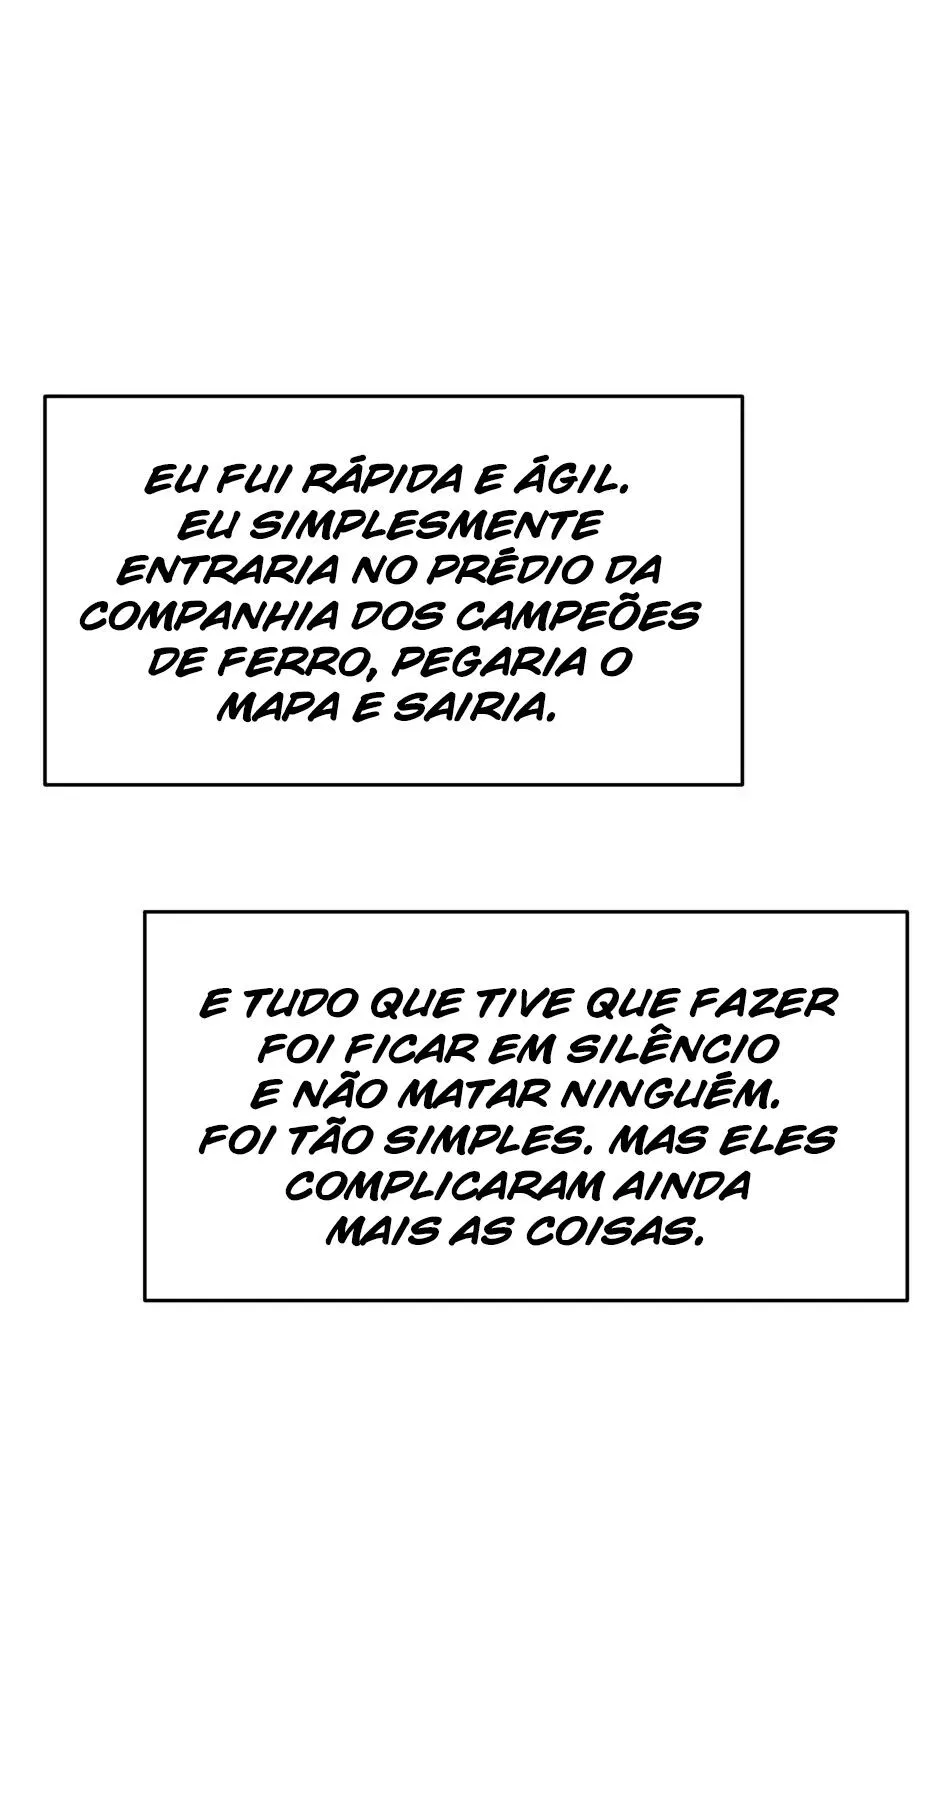 EU FUI RÁPIDA E ÁGIL.
EU SIMPLESMENTE
ENTRARIA NO PRÉDIO DA
COMPANHIA DOS CAMPEÕES
DE FERRO, PEGARIA O
MAPA E SAIRIA.
E TUDO QUE TIVE QUE FAZER
FOI FICAR EM SILÊNCIO
E NÃO MATAR NINGUÉM.
FOI TÃO SIMPLES. MAS ELES
COMPLICARAM AINDA
MAIS AS COISAS.